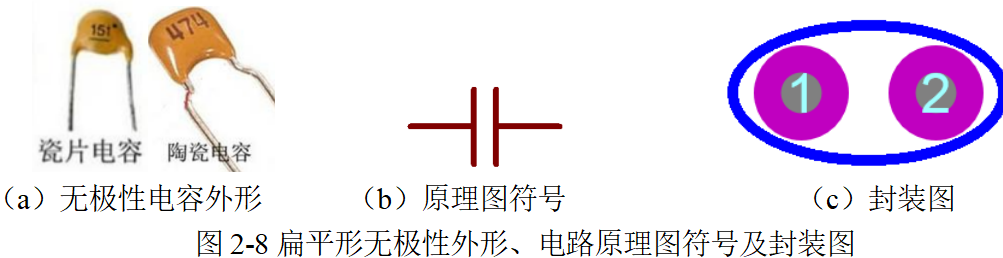 151
474
瓷片电容 陶瓷电容
1 2
(a)无极性电容外形 (b)原理图符号 (c)封装图
图 2-8 扁平形无极性外形、电路原理图符号及封装图